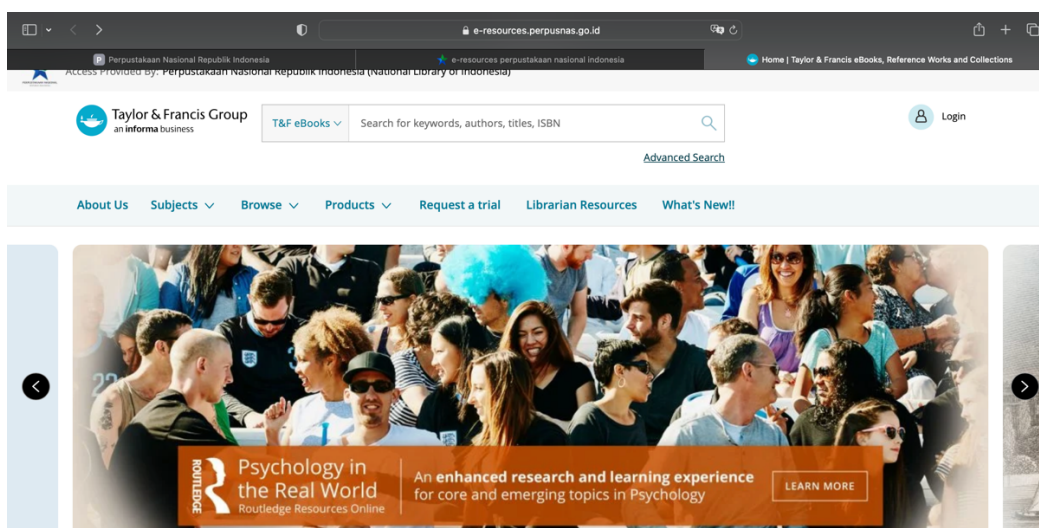 e-resources.perpusnas.go.id
P Perpustakaan Nasional Republik Indonesia
e-resources perpustakaan nasional indonesia
Home | Taylor & Francis eBooks, Reference Works and Collections
Access Provided By: Perpustakaan Nasional Republik Indonesia (National Library of Indonesia)
Taylor & Francis Group
an informa business
T&F eBooks
Search for keywords, authors, titles, ISBN
Login
Advanced Search
About Us Subjects Browse Products Request a trial Librarian Resources What's New!!
ROUTLEDGE
Psychology in
the Real World
Routledge Resources Online
An enhanced research and learning experience
for core and emerging topics in Psychology
LEARN MORE